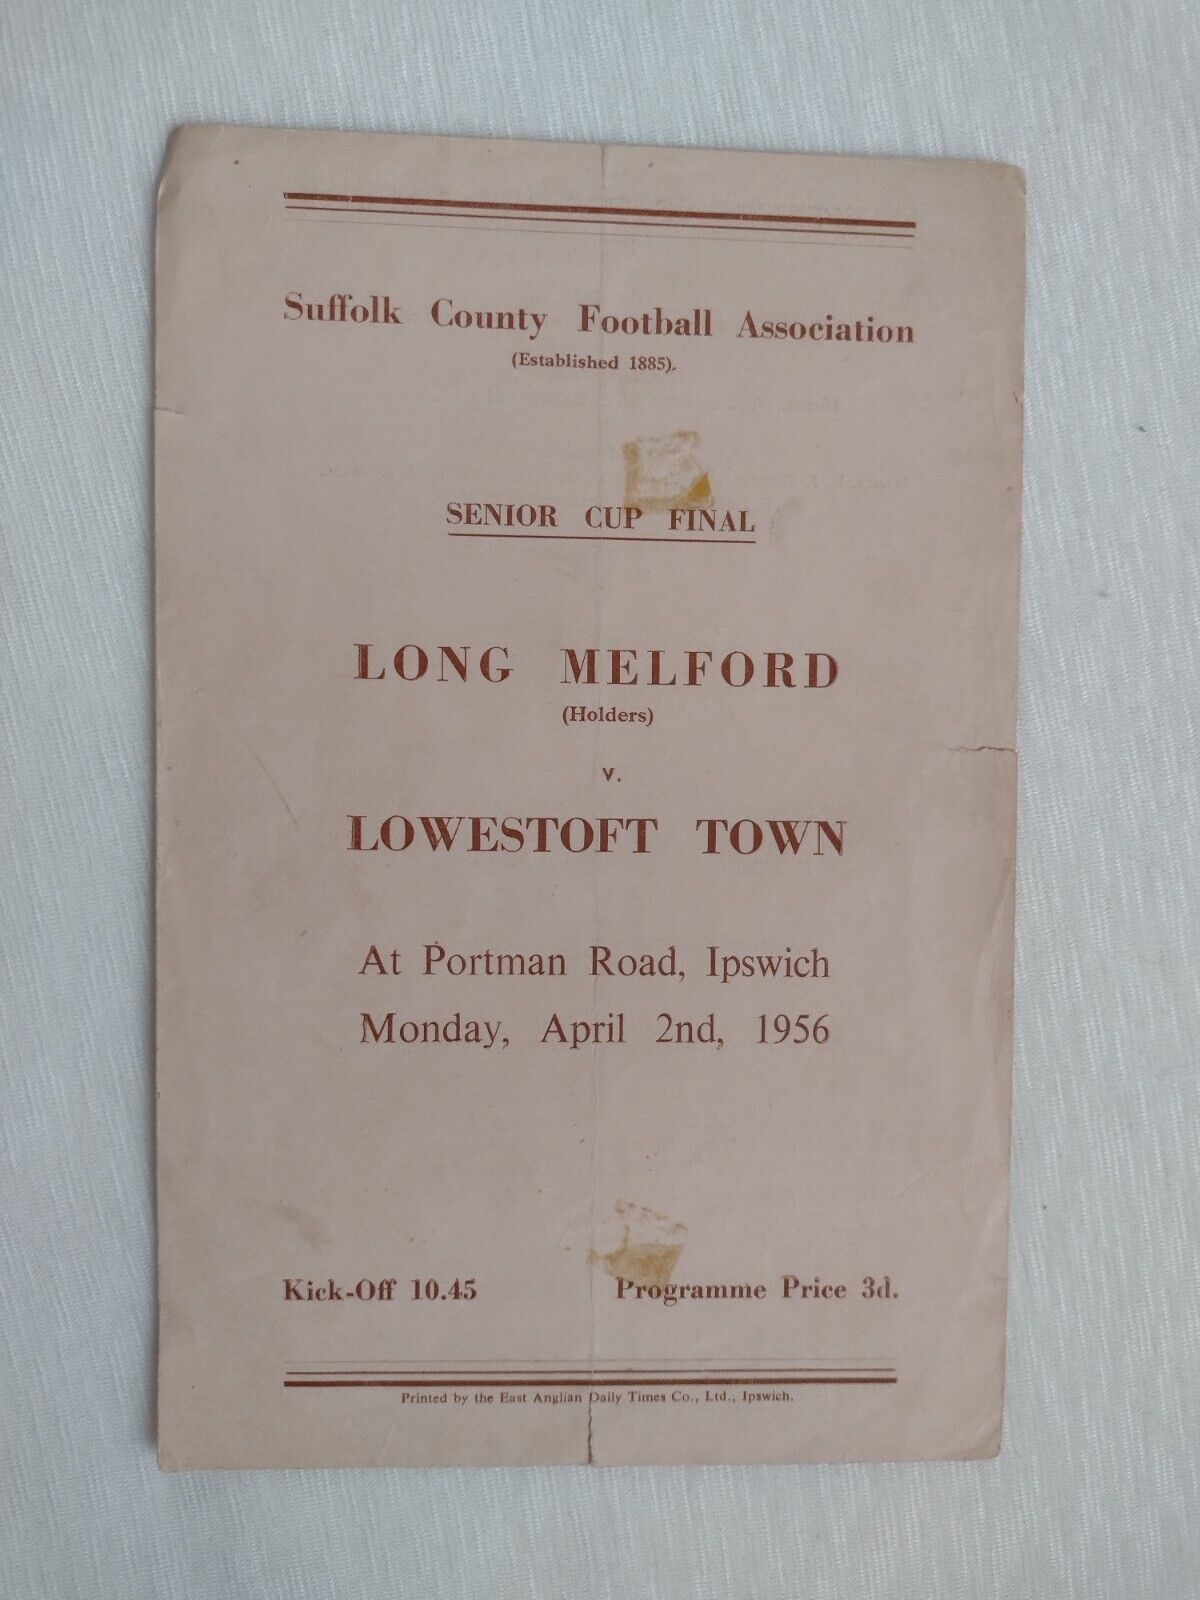 Suffolk County Football Association
(Established 1885).
SENIOR CUP FINAL
LONG MELFORD
(Holders)
v.
LOWESTOFT TOWN
At Portman Road, Ipswich
Monday, April 2nd, 1956
Kick-Off 10.45 Programme Price 3d.
Printed by the East Anglian Daily Times Co., Ltd., Ipswich.